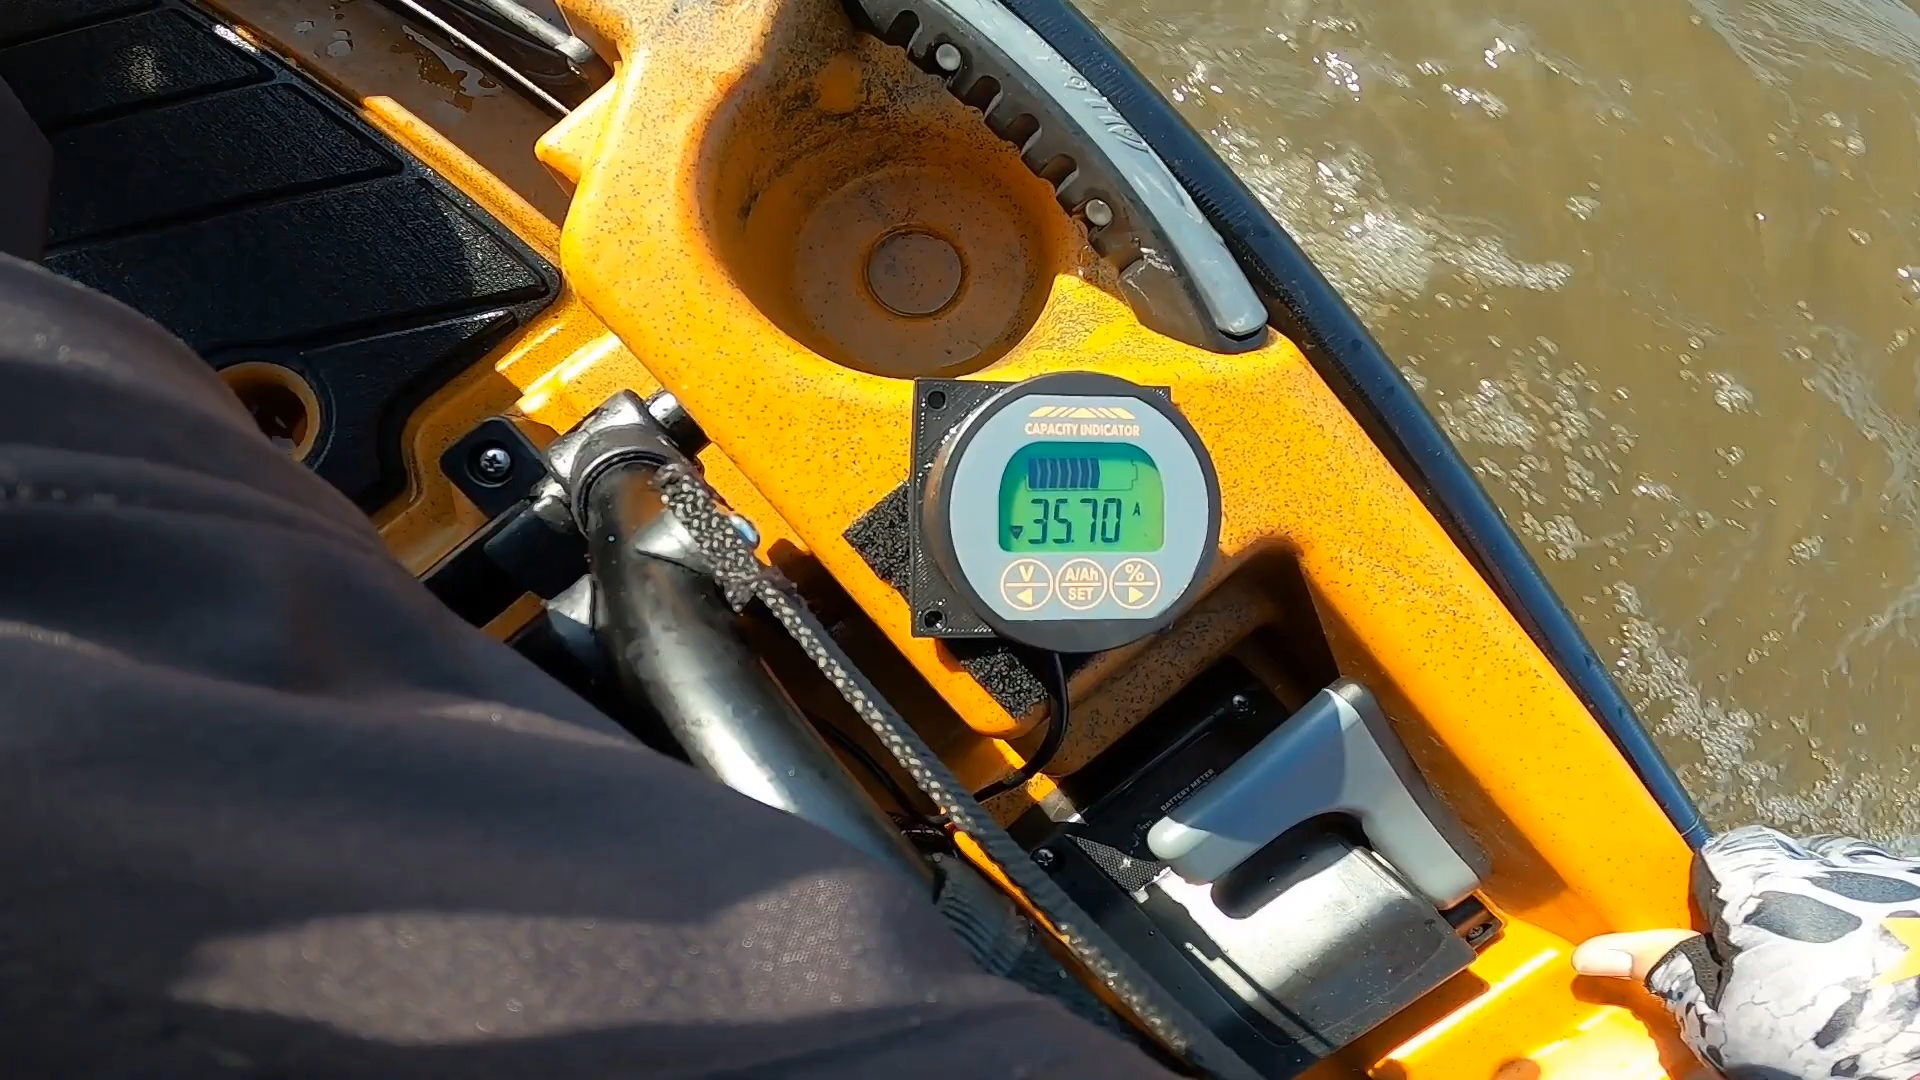 CAPACITY INDICATOR
35.70 A
V
A/Ah
SET
%
BATTERY METER